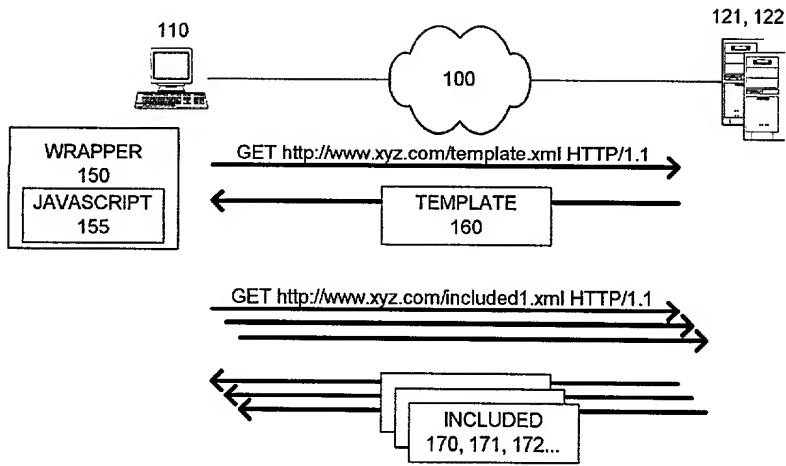 110
121, 122
100
WRAPPER
150
JAVASCRIPT
155
GET http://www.xyz.com/template.xml HTTP/1.1
TEMPLATE
160
GET http://www.xyz.com/included1.xml HTTP/1.1
INCLUDED
170, 171, 172...